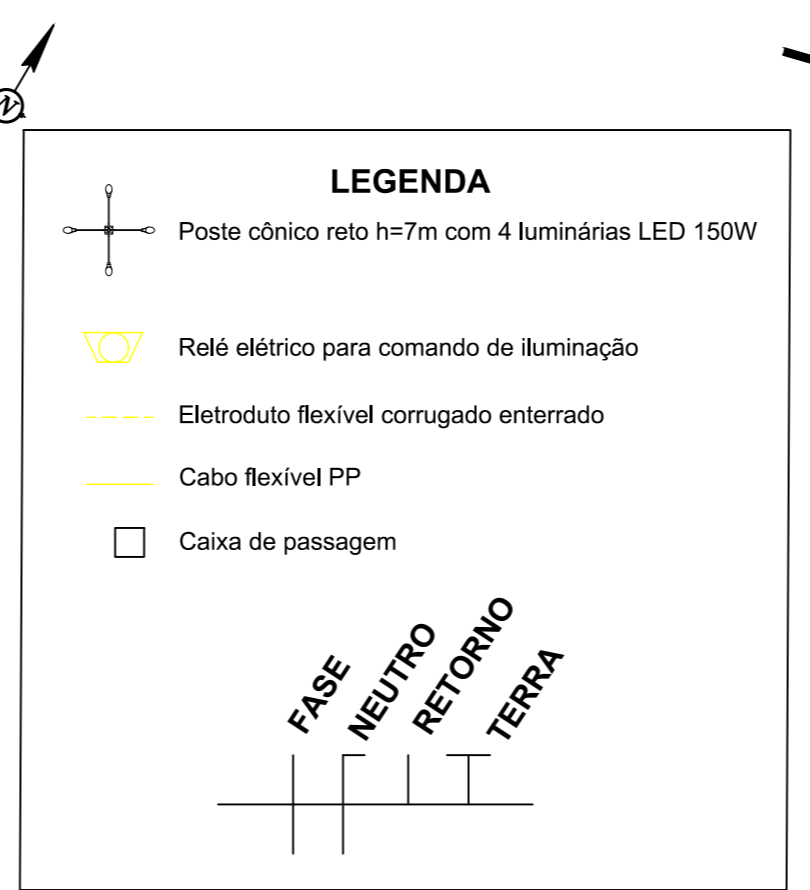 N
LEGENDA
Poste cônico reto h=7m com 4 luminárias LED 150W
Relé elétrico para comando de iluminação
Eletroduto flexível corrugado enterrado
Cabo flexível PP
Caixa de passagem
FASE
NEUTRO
RETORNO
TERRA